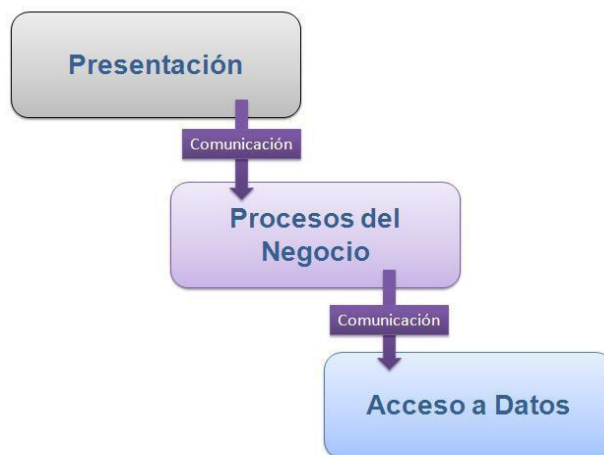 Presentación
Comunicación
Procesos del
Negocio
Comunicación
Acceso a Datos